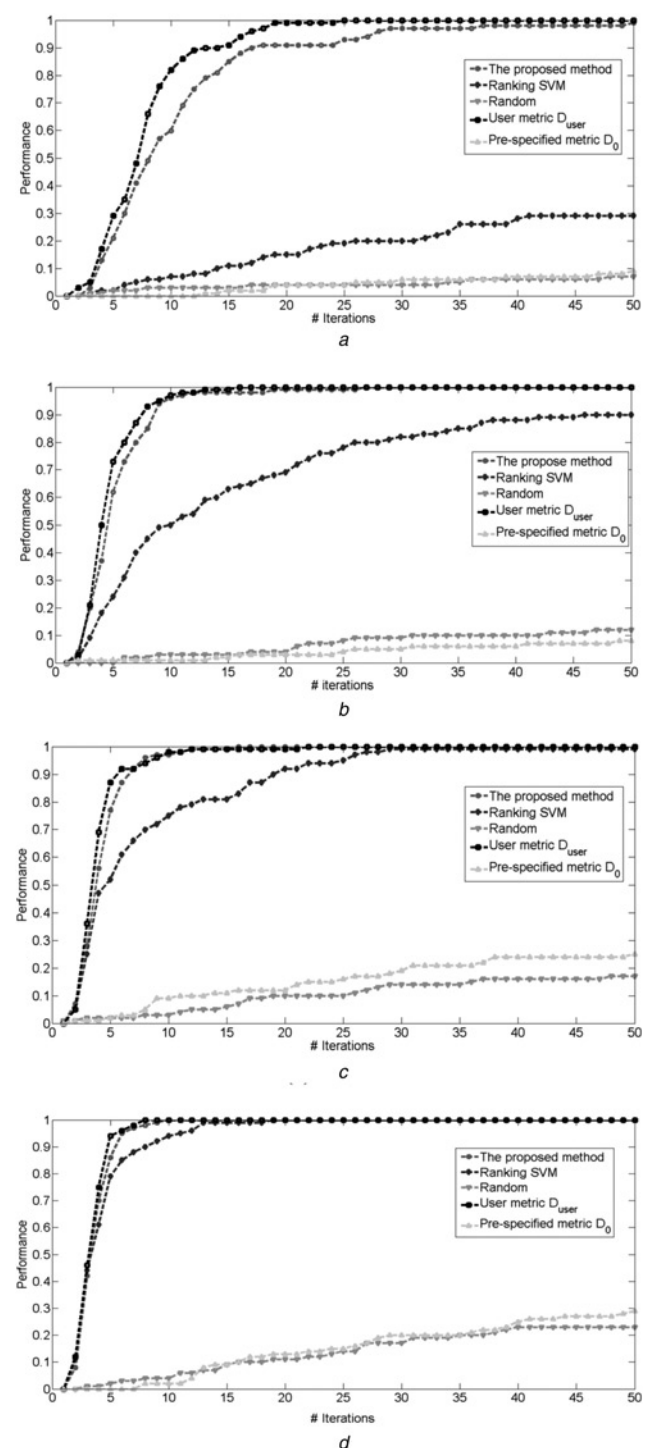 1
0.9
0.8
0.7
0.6
0.5
0.4
0.3
0.2
0.1
0
Performance
The proposed method
Ranking SVM
Random
User metric D_user
Pre-specified metric D_0
0 5 10 15 20 25 30 35 40 45 50
# Iterations
a
1
0.9
0.8
0.7
0.6
0.5
0.4
0.3
0.2
0.1
0
Performance
The propose method
Ranking SVM
Random
User metric D_user
Pre-specified metric D_0
0 5 10 15 20 25 30 35 40 45 50
# iterations
b
1
0.9
0.8
0.7
0.6
0.5
0.4
0.3
0.2
0.1
0
Performance
The proposed method
Ranking SVM
Random
User metric D_user
Pre-specified metric D_0
0 5 10 15 20 25 30 35 40 45 50
# Iterations
c
1
0.9
0.8
0.7
0.6
0.5
0.4
0.3
0.2
0.1
0
Performance
The proposed method
Ranking SVM
Random
User metric D_user
Pre-specified metric D_0
0 5 10 15 20 25 30 35 40 45 50
# Iterations
d